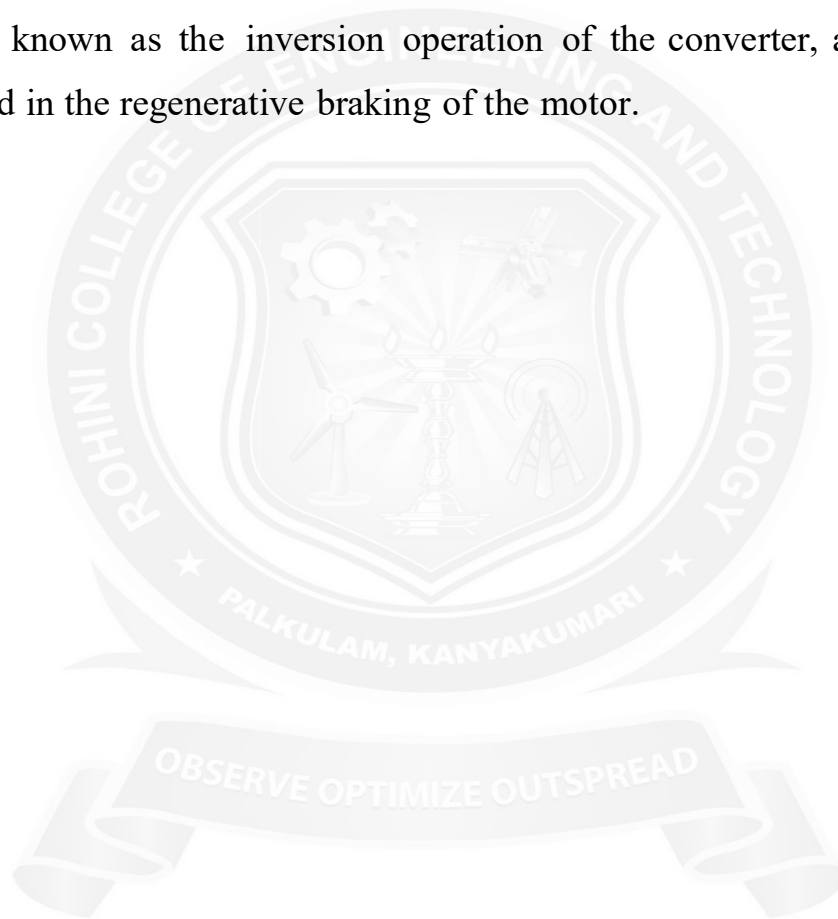 known as the inversion operation of the converter, a
d in the regenerative braking of the motor.
ROHINI COLLEGE OF ENGINEERING AND TECHNOLOGY
PALKULAM, KANYAKUMARI
OBSERVE OPTIMIZE OUTSPREAD